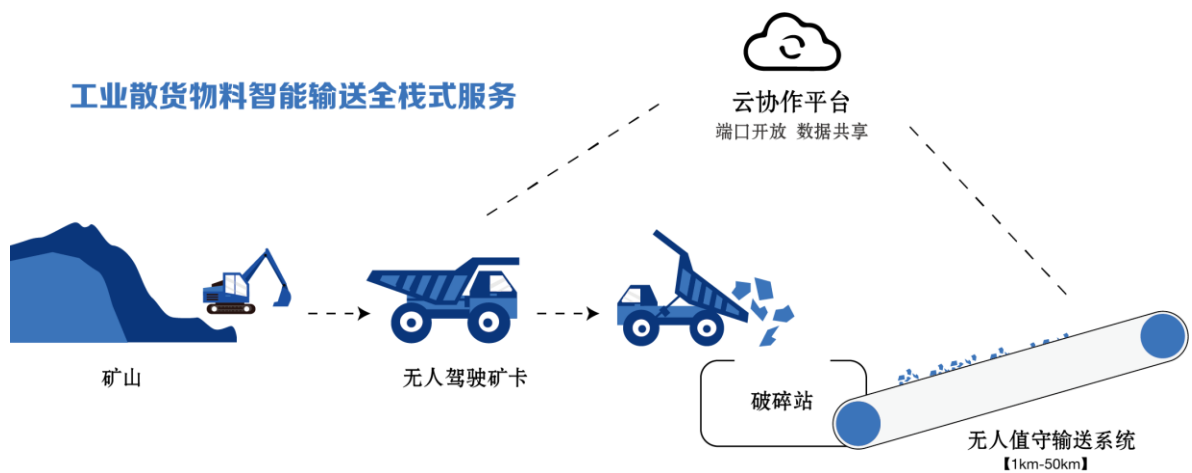 工业散货物料智能输送全栈式服务
云协作平台
端口开放 数据共享
矿山
无人驾驶矿卡
破碎站
无人值守输送系统
【1km-50km】